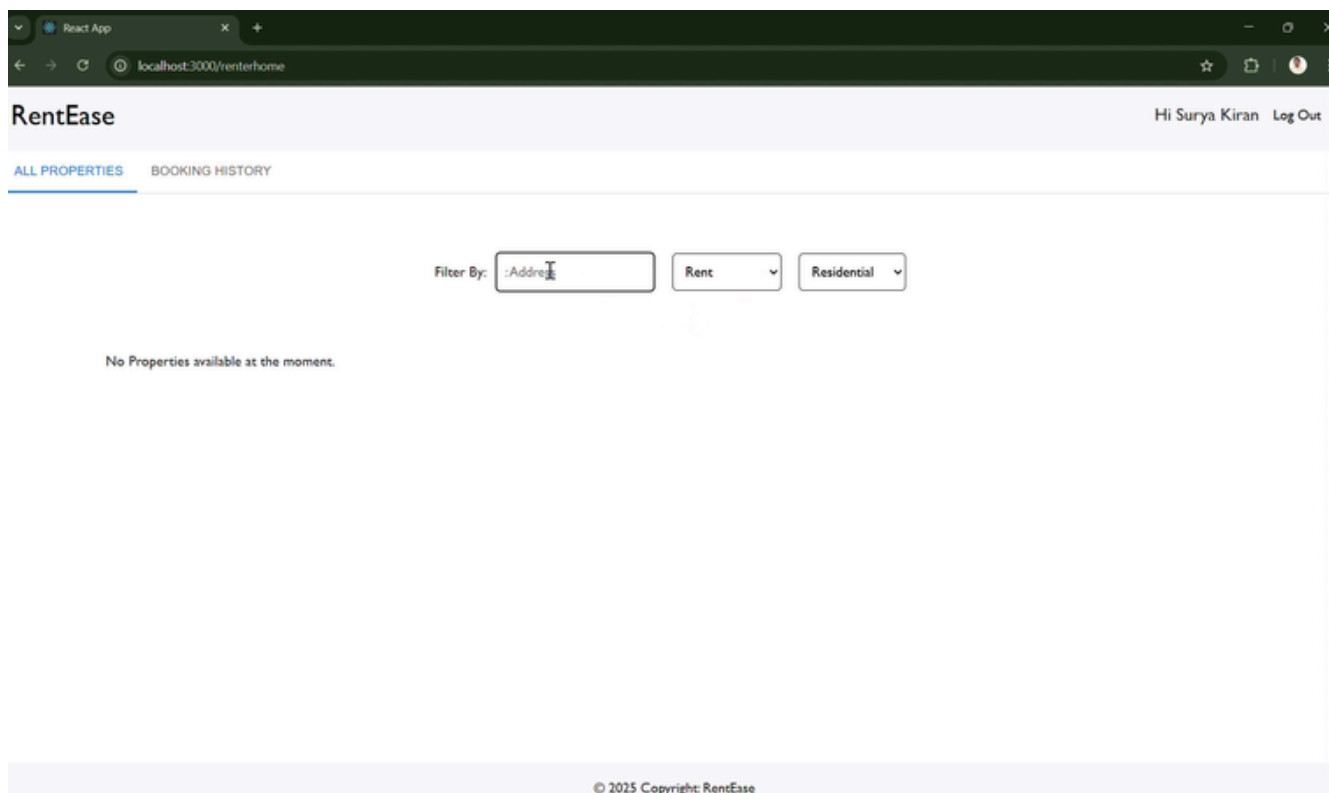 React App
localhost:3000/renterhome
RentEase
Hi Surya Kiran Log Out
ALL PROPERTIES BOOKING HISTORY
Filter By: :Address Rent Residential
No Properties available at the moment.
© 2025 Copyright: RentEase